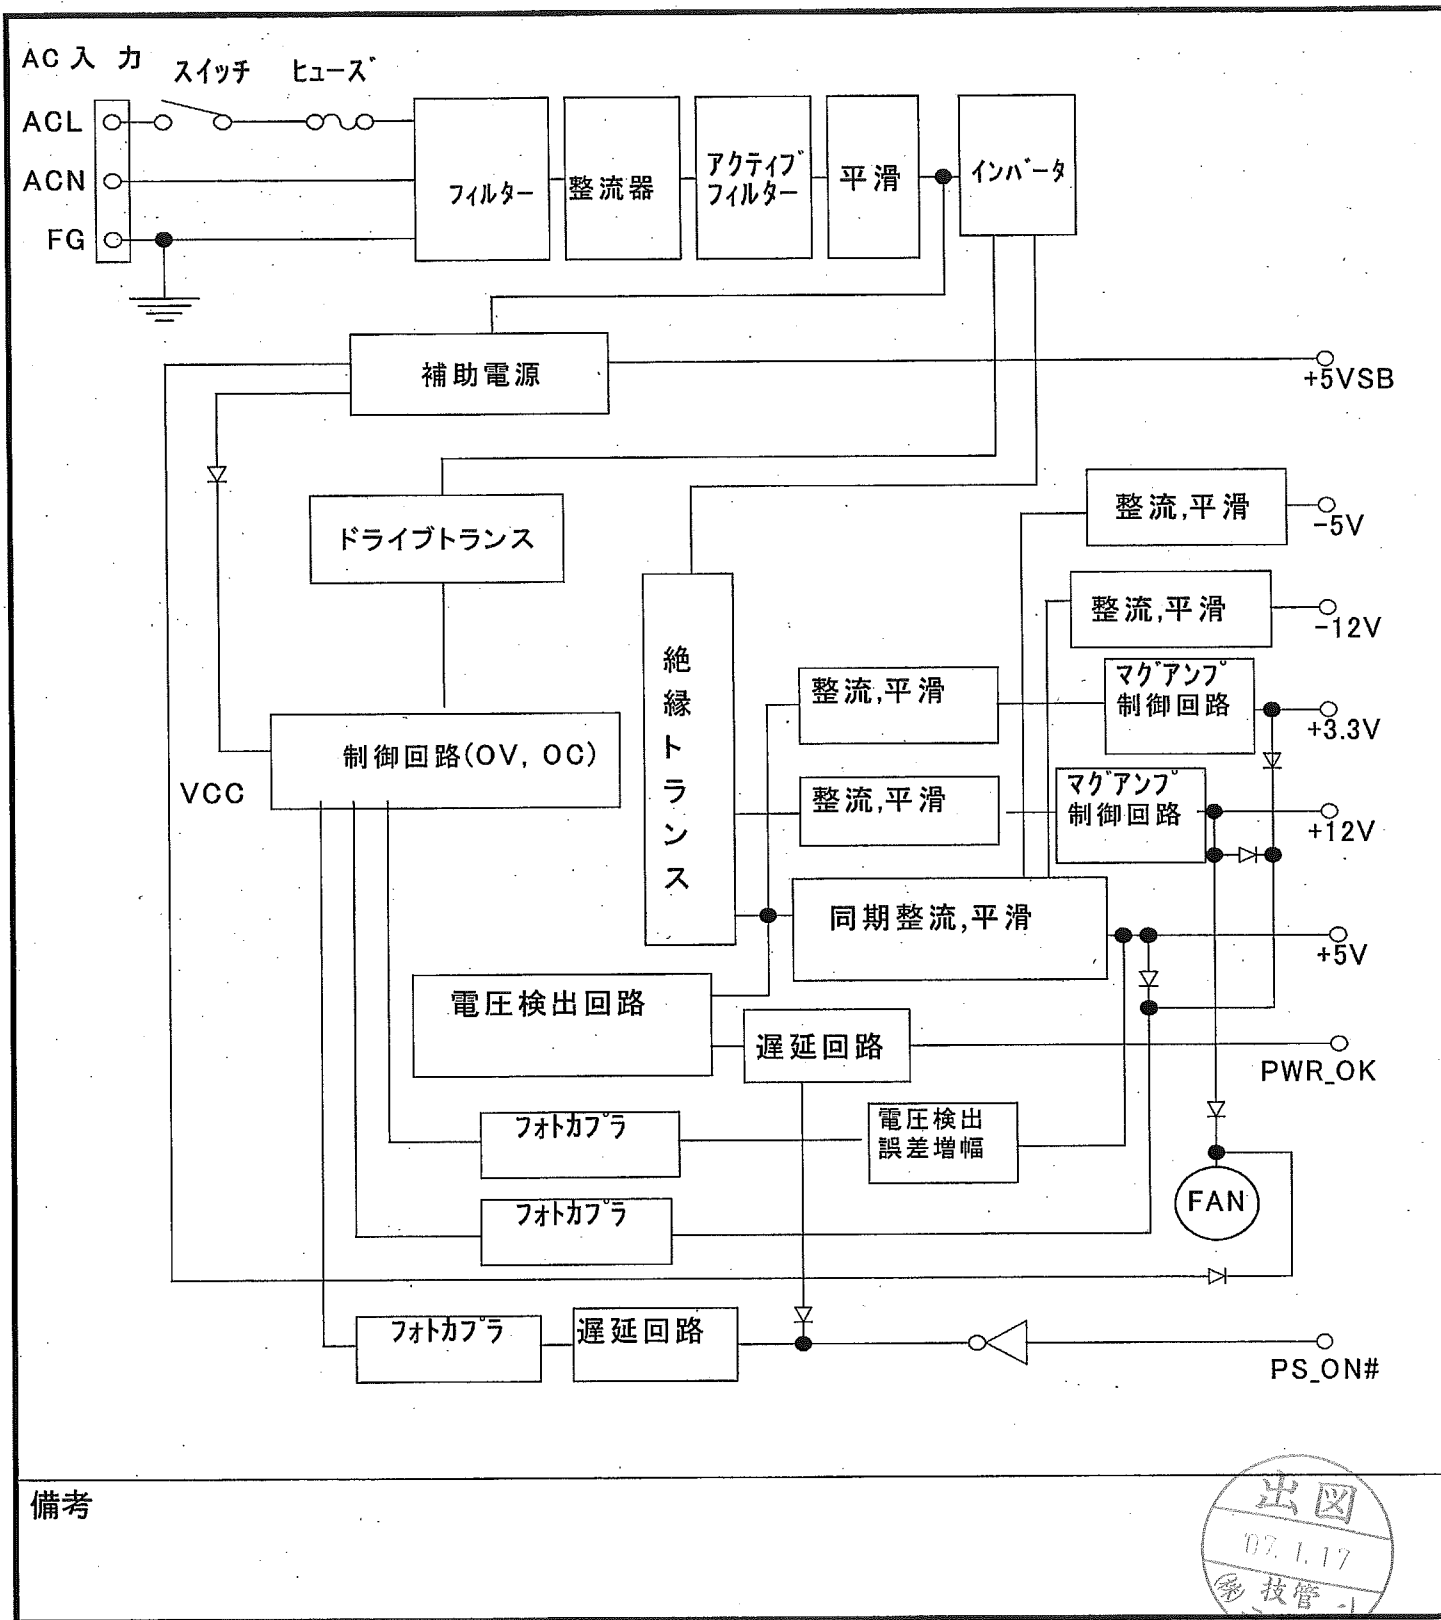 AC入力
スイッチ
ヒューズ
ACL
ACN
FG
フィルター
整流器
アクティブ
フィルター
平滑
インバータ
補助電源
+5VSB
ドライブトランス
整流,平滑
-5V
整流,平滑
-12V
絶縁トランス
整流,平滑
マグアンプ
制御回路
+3.3V
制御回路(OV, OC)
VCC
整流,平滑
マグアンプ
制御回路
+12V
同期整流,平滑
+5V
電圧検出回路
遅延回路
PWR_OK
フォトカプラ
電圧検出
誤差増幅
フォトカプラ
FAN
フォトカプラ
遅延回路
PS_ON#
備考
出図
'07.1.17
技管